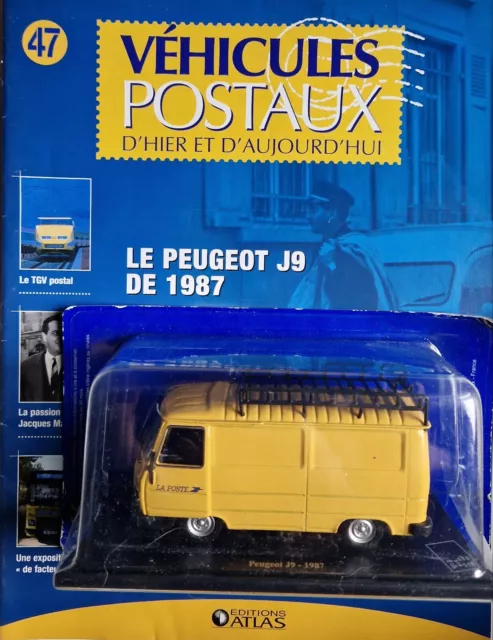 47
VÉHICULES
POSTAUX
D'HIER ET D'AUJOURD'HUI
LE PEUGEOT J9
DE 1987
Le TGV postal
La passion
Jacques Ma
Une exposit
« de facte
LA POSTE
Peugeot J9 - 1987
EDITIONS
ATLAS